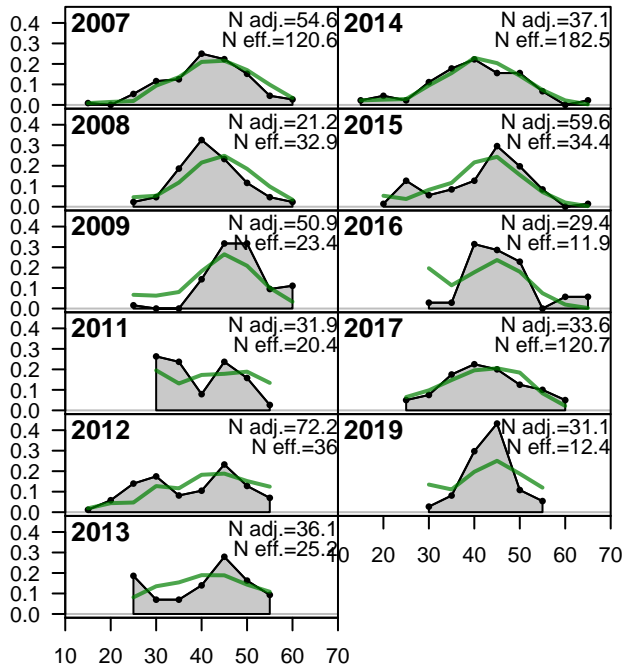 2007
N adj.=54.6
N eff.=120.6
0.4
0.3
0.2
0.1
0.0
2008
N adj.=21.2
N eff.=32.9
0.4
0.3
0.2
0.1
0.0
2009
N adj.=50.9
N eff.=23.4
0.4
0.3
0.2
0.1
0.0
2011
N adj.=31.9
N eff.=20.4
0.4
0.3
0.2
0.1
0.0
2012
N adj.=72.2
N eff.=36
0.4
0.3
0.2
0.1
0.0
2013
N adj.=36.1
N eff.=25.2
0.4
0.3
0.2
0.1
0.0
10 20 30 40 50 60 70
2014
N adj.=37.1
N eff.=182.5
2015
N adj.=59.6
N eff.=34.4
2016
N adj.=29.4
N eff.=11.9
2017
N adj.=33.6
N eff.=120.7
2019
N adj.=31.1
N eff.=12.4
10 20 30 40 50 60 70